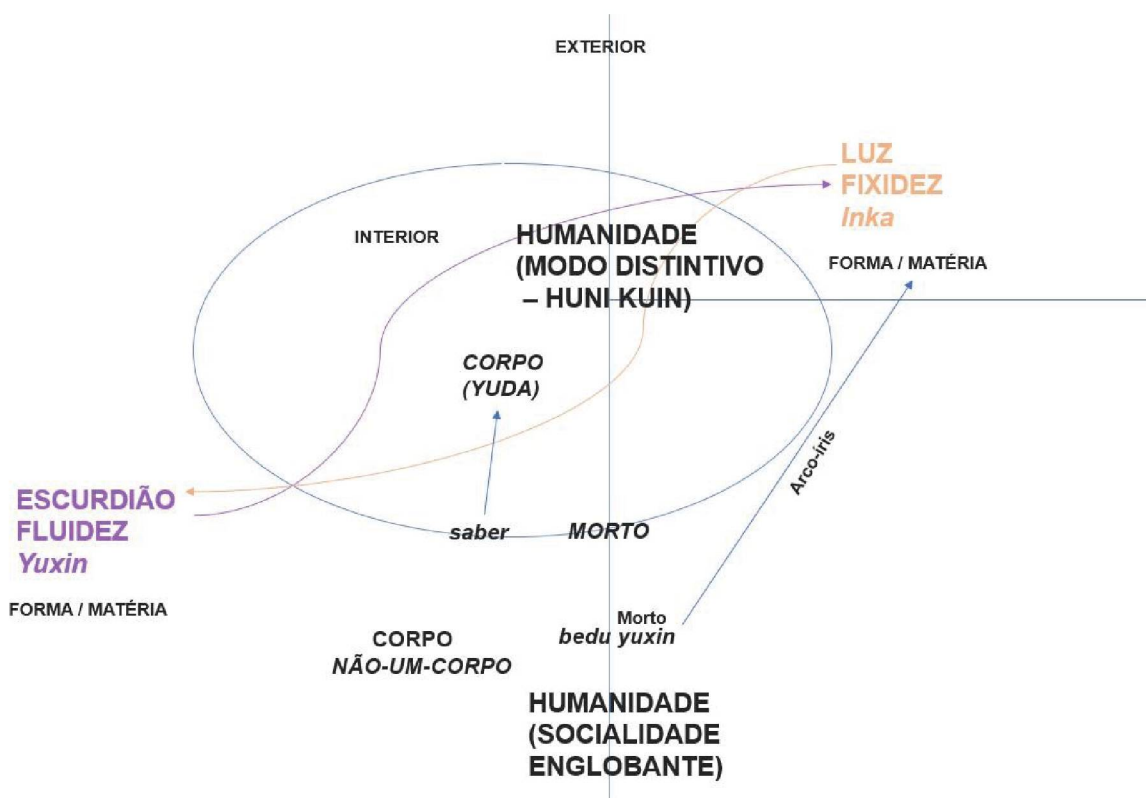 EXTERIOR
LUZ
FIXIDEZ
Inka
FORMA / MATÉRIA
INTERIOR
HUMANIDADE
(MODO DISTINTIVO
– HUNI KUIN)
CORPO
(YUDA)
Arco-íris
ESCURDIÃO
FLUIDEZ
Yuxin
FORMA / MATÉRIA
saber
MORTO
Morto
bedu yuxin
CORPO
NÃO-UM-CORPO
HUMANIDADE
(SOCIALIDADE
ENGLOBANTE)